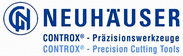 NEUHÄUSER
CONTROX® - Präzisionswerkzeuge
CONTROX® - Precision Cutting Tools